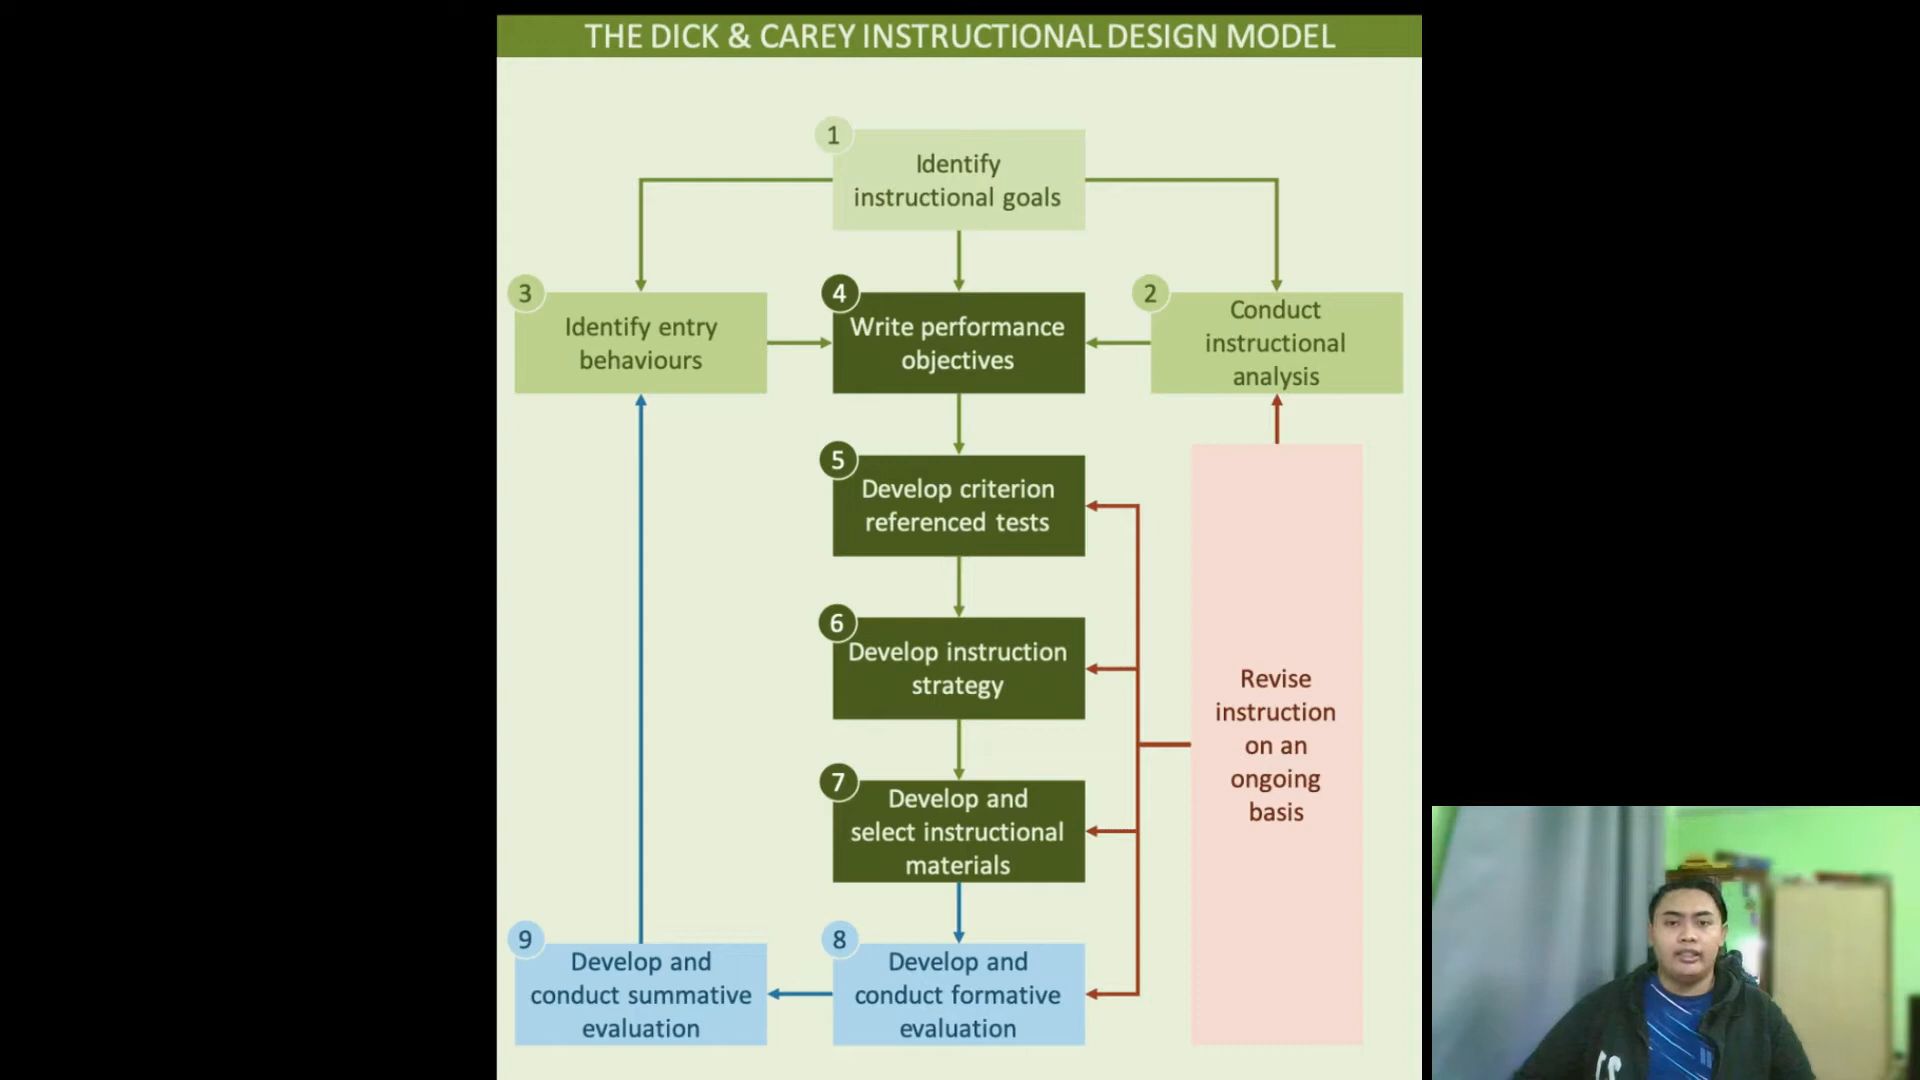 THE DICK & CAREY INSTRUCTIONAL DESIGN MODEL
1
Identify
instructional goals
3
Identify entry
behaviours
4
Write performance
objectives
2
Conduct
instructional
analysis
5
Develop criterion
referenced tests
6
Develop instruction
strategy
7
Develop and
select instructional
materials
Revise
instruction
on an
ongoing
basis
9
Develop and
conduct summative
evaluation
8
Develop and
conduct formative
evaluation